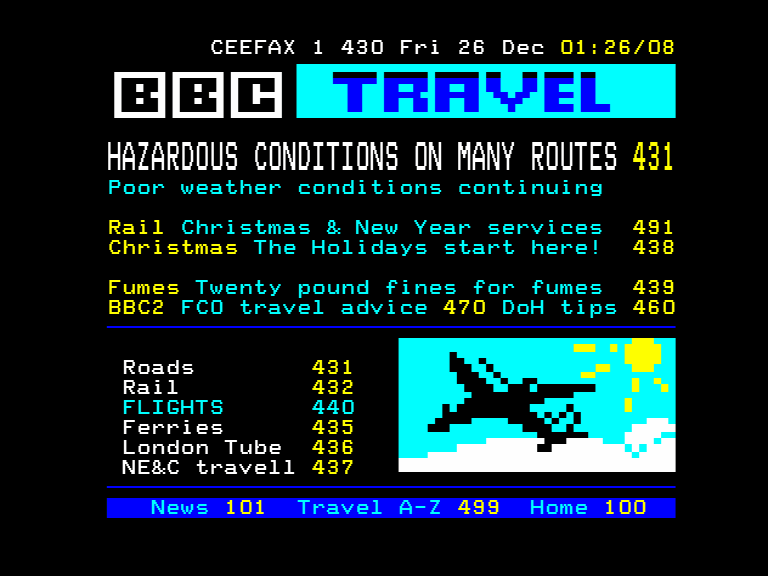 CEEFAX 1 430 Fri 26 Dec 01:26/08
BBC TRAVEL
HAZARDOUS CONDITIONS ON MANY ROUTES 431
Poor weather conditions continuing
Rail Christmas & New Year services 491
Christmas The Holidays start here! 438
Fumes Twenty pound fines for fumes 439
BBC2 FCO travel advice 470 DoH tips 460
Roads 431
Rail 432
FLIGHTS 440
Ferries 435
London Tube 436
NE&C travell 437
News 101 Travel A-Z 499 Home 100